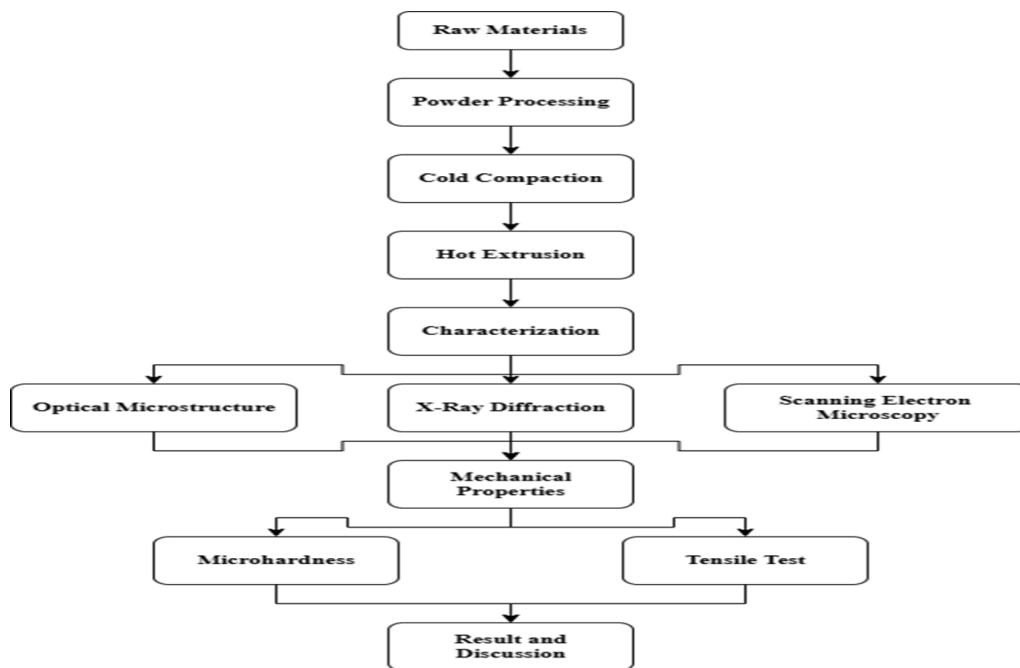 Raw Materials
Powder Processing
Cold Compaction
Hot Extrusion
Characterization
Optical Microstructure
X-Ray Diffraction
Scanning Electron
Microscopy
Mechanical
Properties
Microhardness
Tensile Test
Result and
Discussion